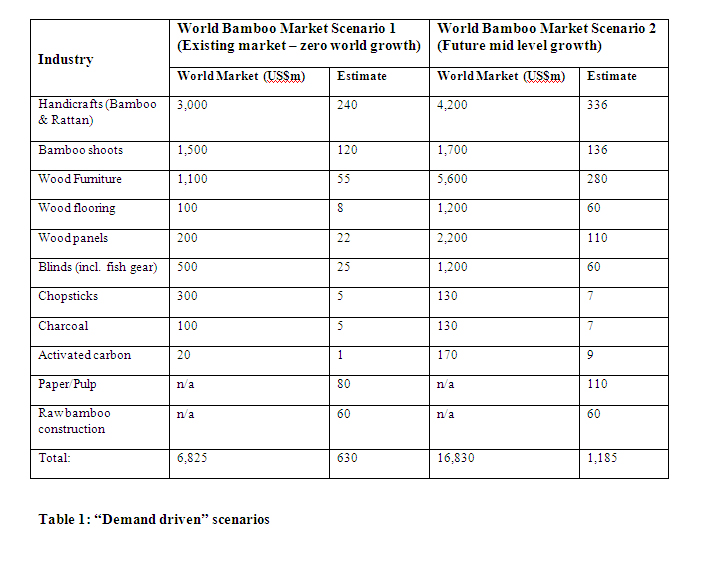 Industry
World Bamboo Market Scenario 1
(Existing market – zero world growth)
World Bamboo Market Scenario 2
(Future mid level growth)
World Market (US$m)
Estimate
World Market (US$m)
Estimate
Handicrafts (Bamboo
& Rattan)
3,000
240
4,200
336
Bamboo shoots
1,500
120
1,700
136
Wood Furniture
1,100
55
5,600
280
Wood flooring
100
8
1,200
60
Wood panels
200
22
2,200
110
Blinds (incl. fish gear)
500
25
1,200
60
Chopsticks
300
5
130
7
Charcoal
100
5
130
7
Activated carbon
20
1
170
9
Paper/Pulp
n/a
80
n/a
110
Raw bamboo
construction
n/a
60
n/a
60
Total:
6,825
630
16,830
1,185
Table 1: “Demand driven” scenarios